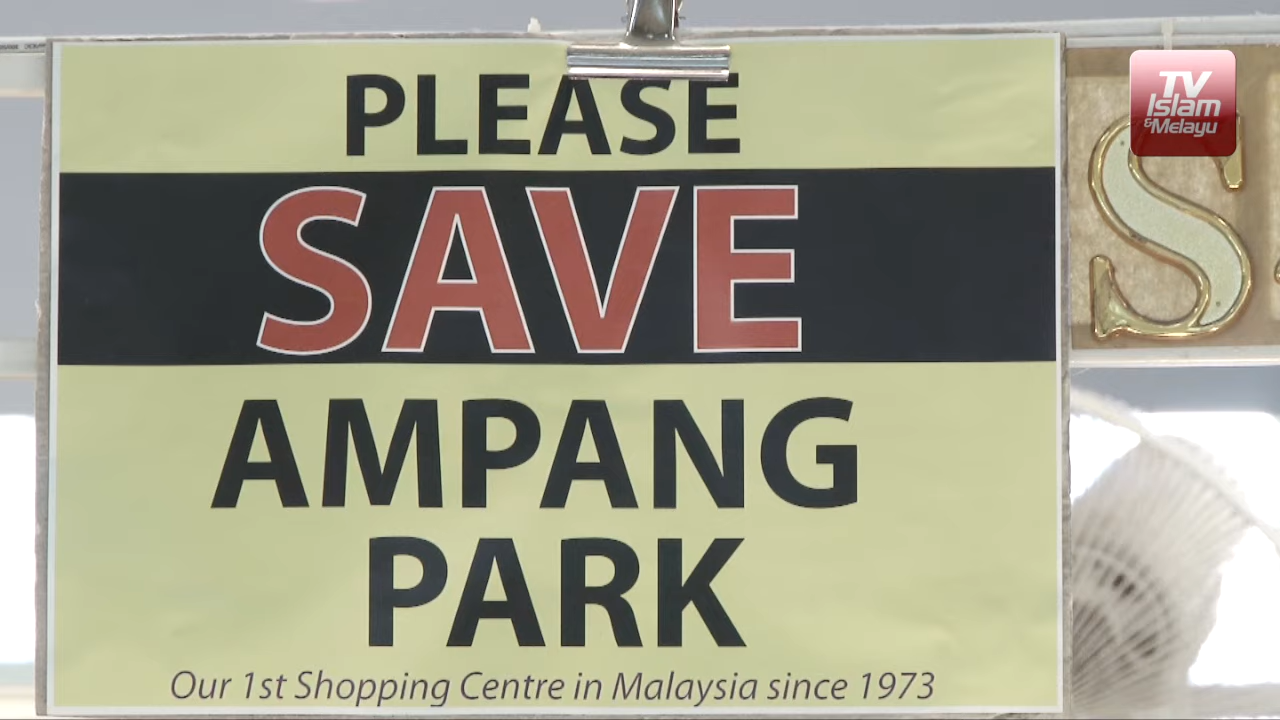 PLEASE
SAVE
AMPANG
PARK
Our 1st Shopping Centre in Malaysia since 1973
TV
Islam
&Melayu
S